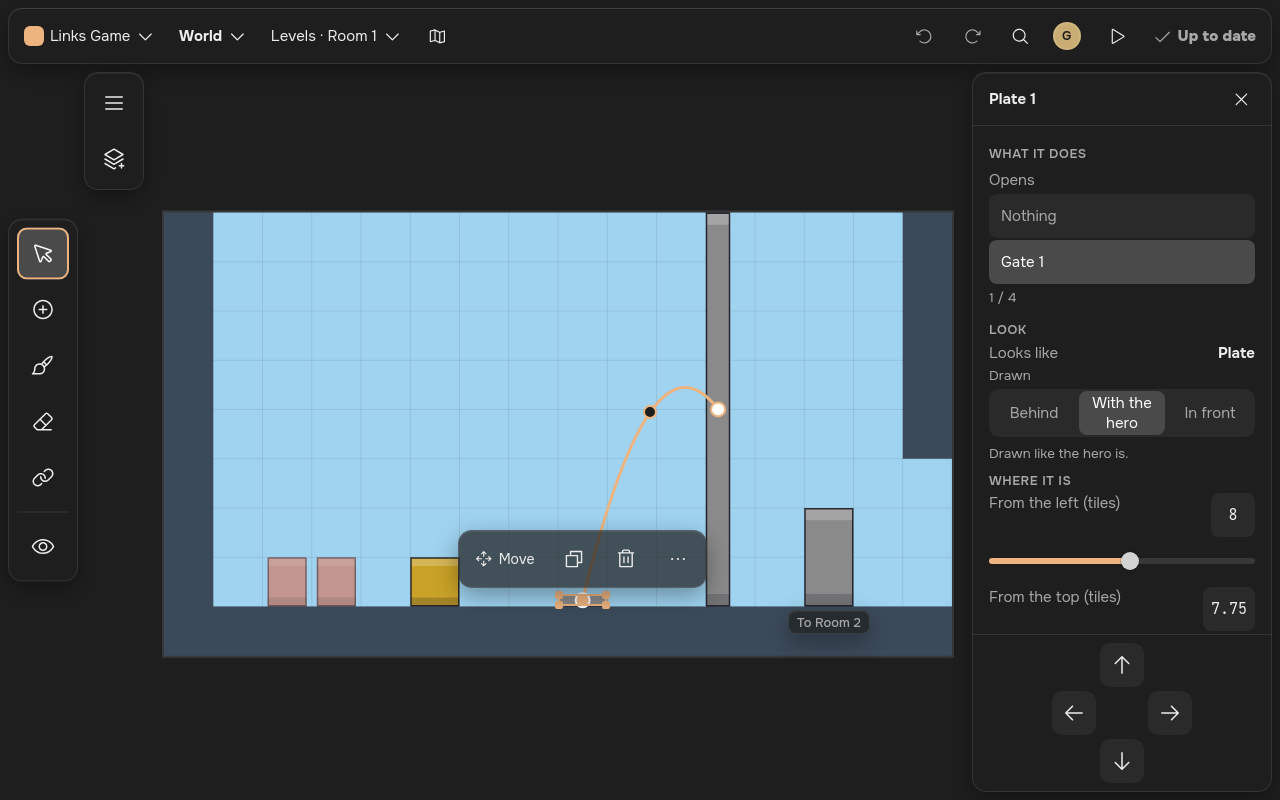 Links Game
World
Levels · Room 1
G
Up to date
Plate 1
WHAT IT DOES
Opens
Nothing
Gate 1
1 / 4
LOOK
Looks like
Plate
Drawn
Behind
With the
hero
In front
Drawn like the hero is.
WHERE IT IS
From the left (tiles)
8
From the top (tiles)
7.75
Move
To Room 2